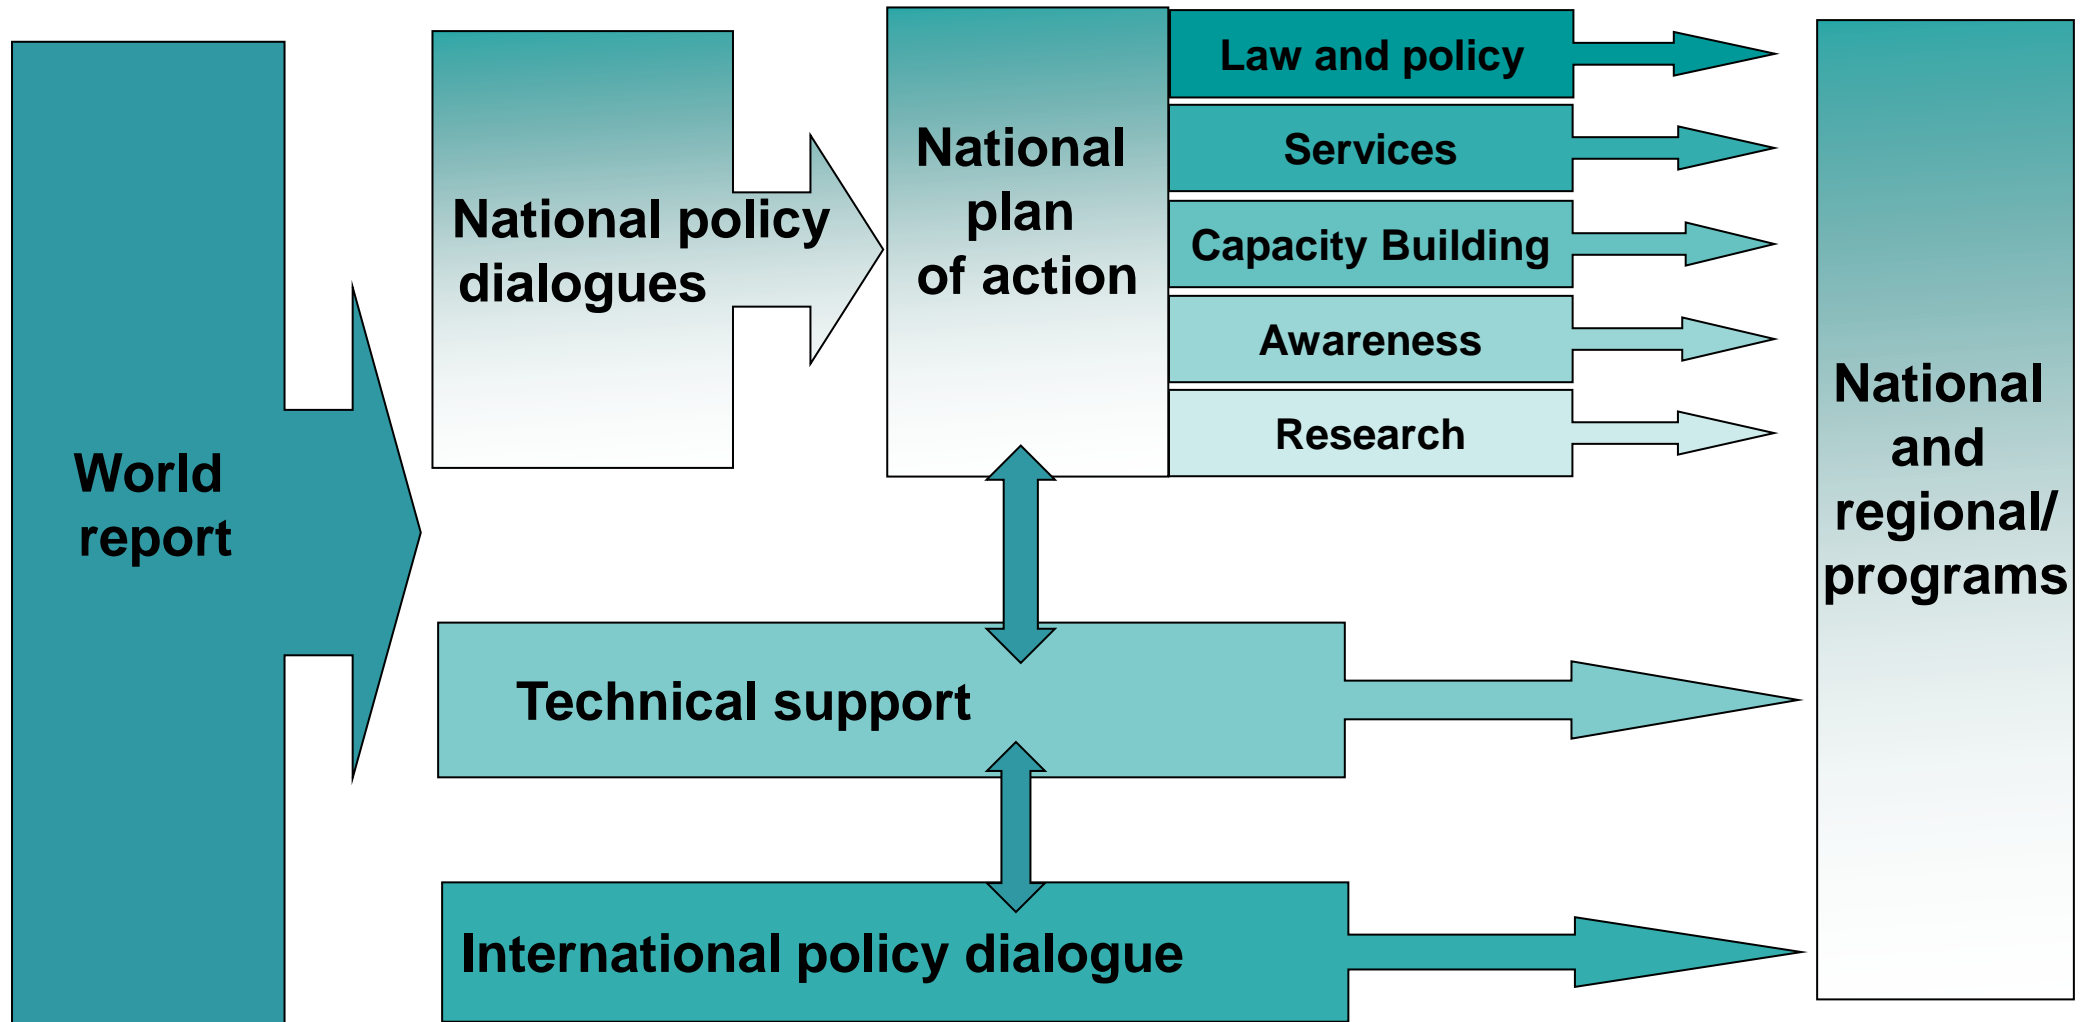 World
report
National policy
dialogues
National
plan
of action
Law and policy
Services
Capacity Building
Awareness
Research
Technical support
International policy dialogue
National
and
regional/
programs